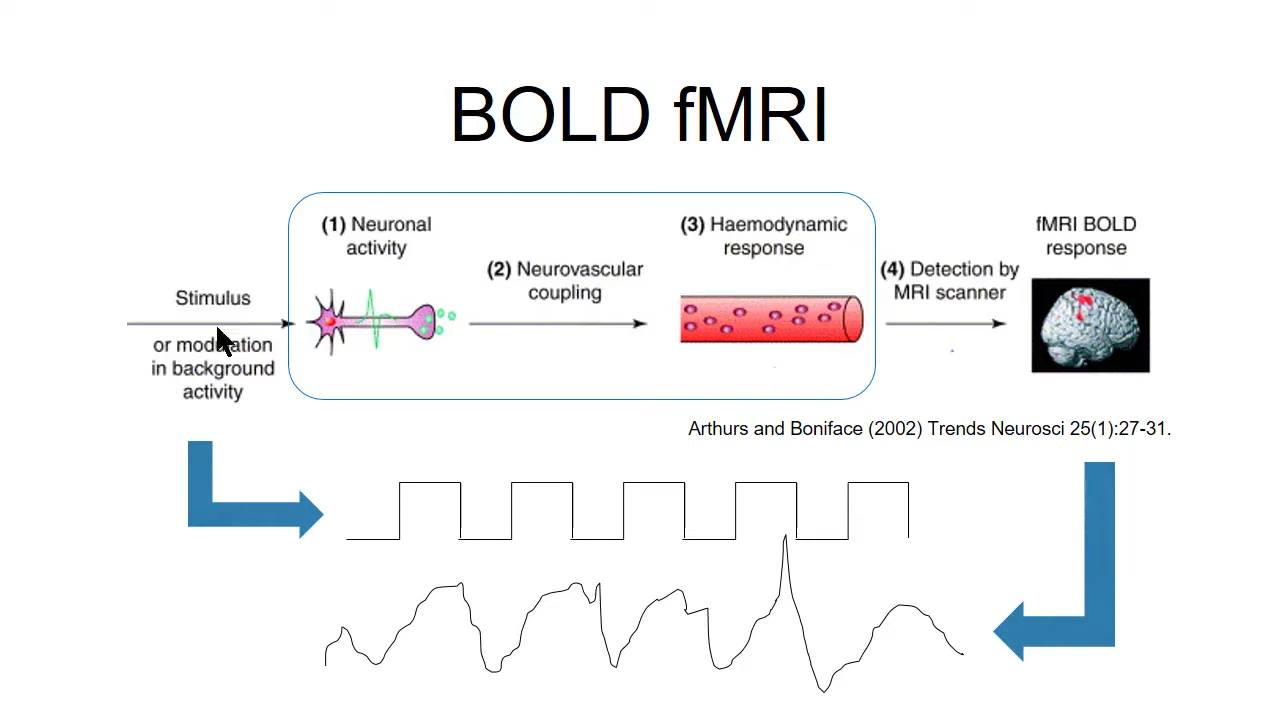 BOLD fMRI
(1) Neuronal
activity
(2) Neurovascular
coupling
(3) Haemodynamic
response
(4) Detection by
MRI scanner
fMRI BOLD
response
Stimulus
or modulation
in background
activity
Arthurs and Boniface (2002) Trends Neurosci 25(1):27-31.